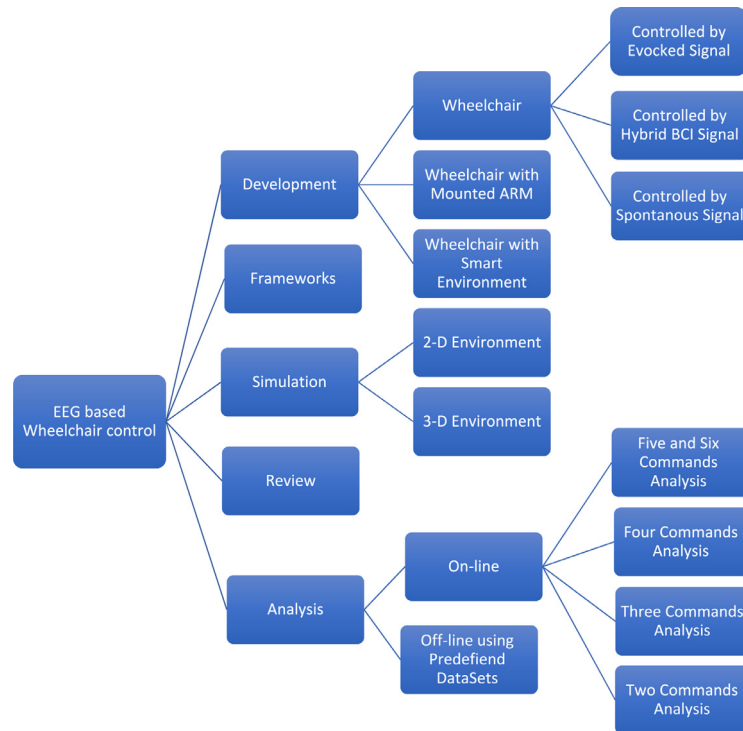 EEG based
Wheelchair control
Development
Frameworks
Simulation
Review
Analysis
Wheelchair
Wheelchair with
Mounted ARM
Wheelchair with
Smart
Environment
2-D Environment
3-D Environment
On-line
Off-line using
Predefiend
DataSets
Controlled by
Evocked Signal
Controlled by
Hybrid BCI Signal
Controlled by
Spontanous Signal
Five and Six
Commands
Analysis
Four Commands
Analysis
Three Commands
Analysis
Two Commands
Analysis